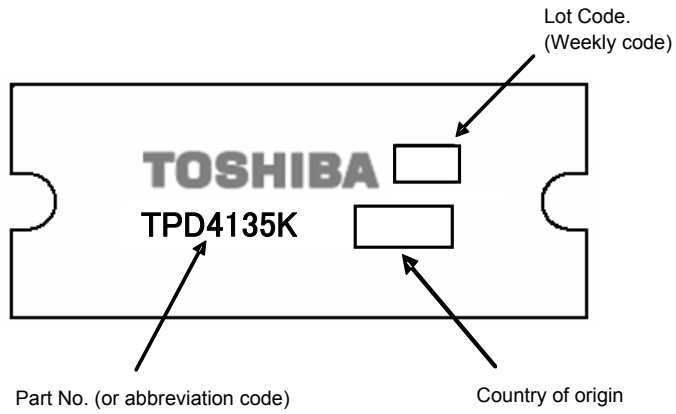 Lot Code.
(Weekly code)
TOSHIBA
TPD4135K
Part No. (or abbreviation code)
Country of origin